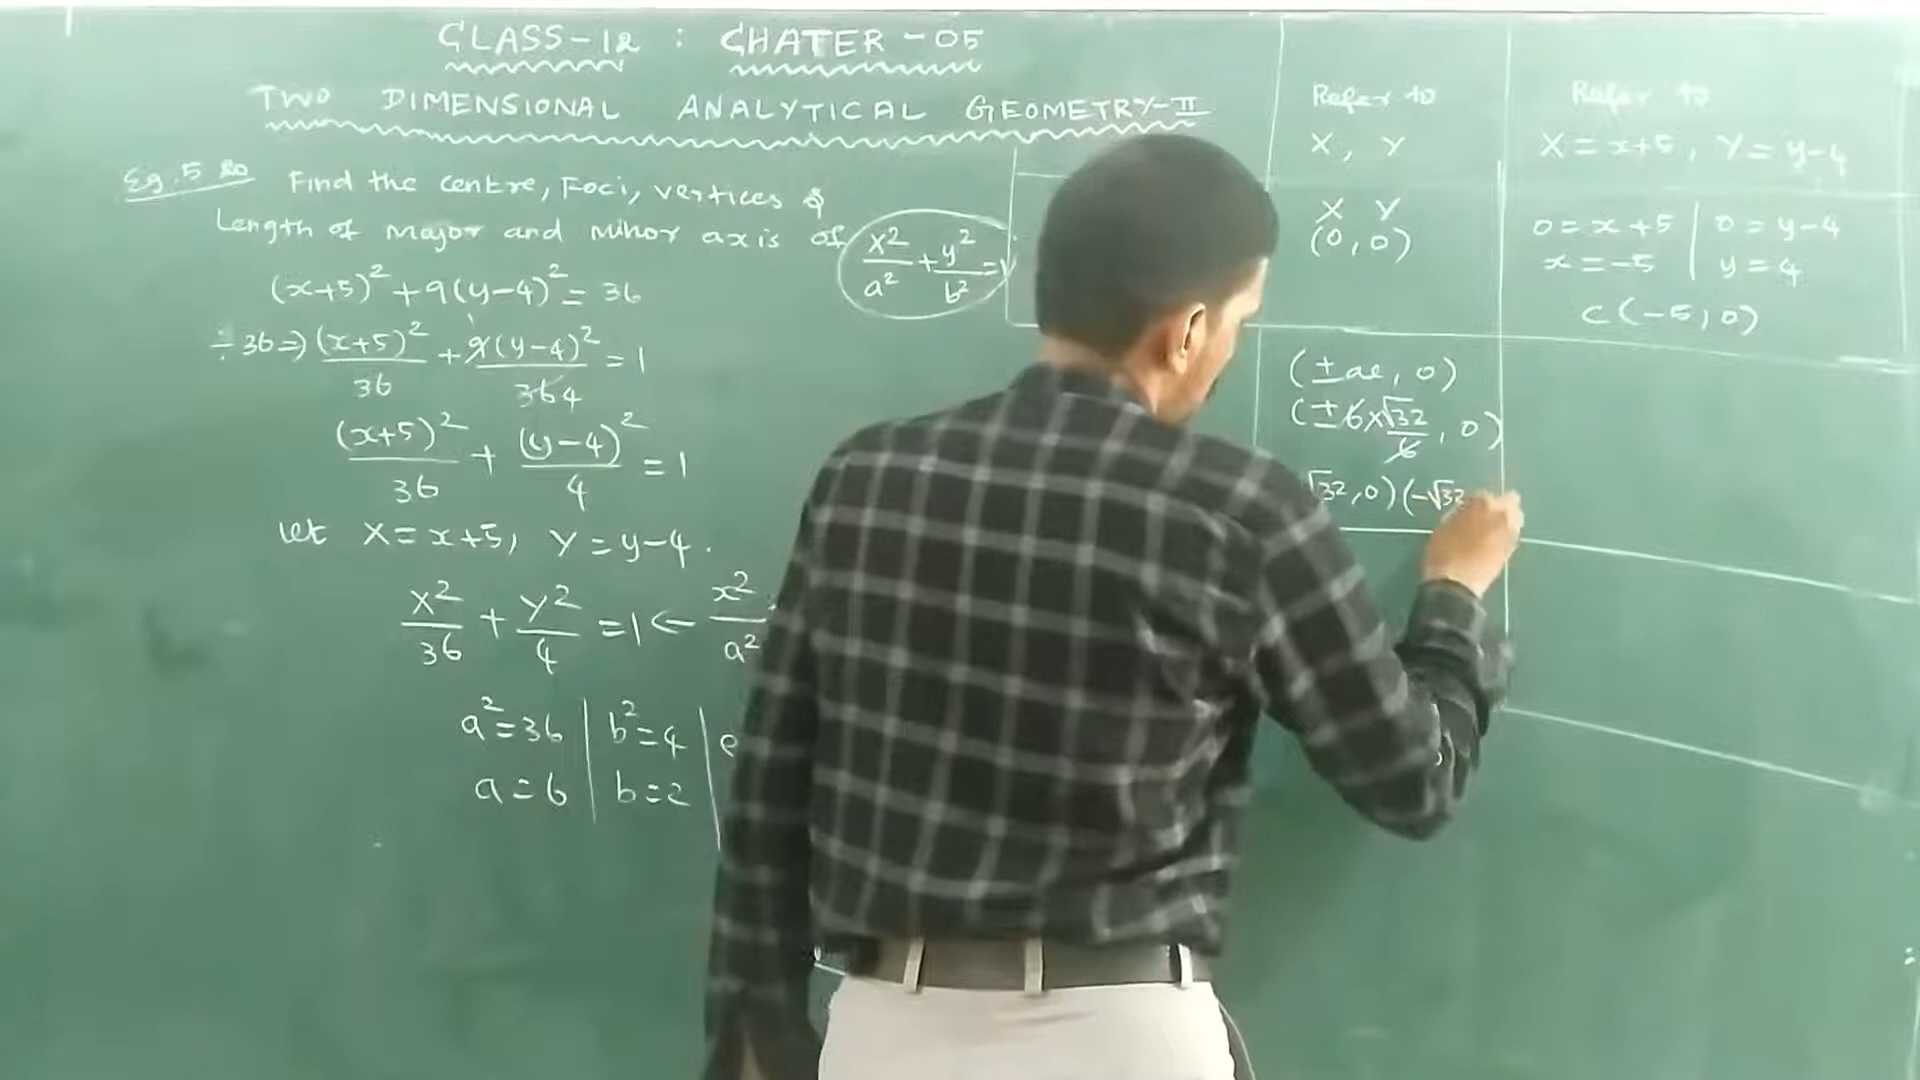 CLASS-12 : CHATER-05
TWO DIMENSIONAL ANALYTICAL GEOMETRY-II
Eg. 5.20 Find the centre, Foci, vertices &
Length of major and minor axis of
(x+5)² + 9(y-4)² = 36
÷36 ⇒ (x+5)²/36 + 9(y-4)²/36 4 = 1
(x+5)²/36 + (y-4)²/4 = 1
let X = x+5, Y = y-4.
X²/36 + Y²/4 = 1 ← x²/a²
a² = 36 | b² = 4 | e
a = 6 | b = 2
x²/a² + y²/b² = 1
Refer to
X, Y
X Y
(0, 0)
(±ae, 0)
(±6×√32/6, 0)
√32, 0) (-√32
Refer to
X = x+5, Y = y-4
0 = x+5 | 0 = y-4
x = -5 | y = 4
C(-5, 0)